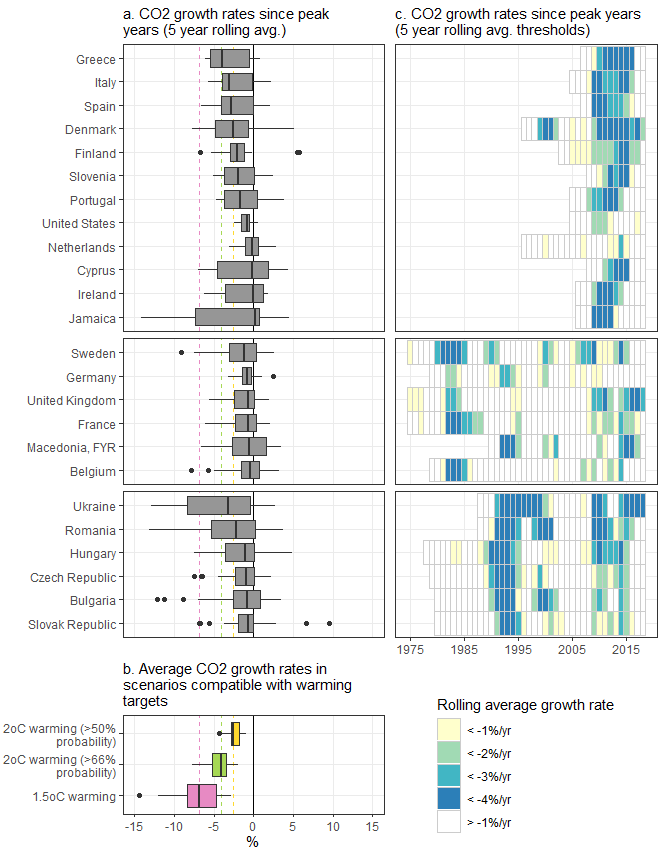 a. CO2 growth rates since peak
years (5 year rolling avg.)
c. CO2 growth rates since peak years
(5 year rolling avg. thresholds)
Greece
Italy
Spain
Denmark
Finland
Slovenia
Portugal
United States
Netherlands
Cyprus
Ireland
Jamaica
Sweden
Germany
United Kingdom
France
Macedonia, FYR
Belgium
Ukraine
Romania
Hungary
Czech Republic
Bulgaria
Slovak Republic
1975 1985 1995 2005 2015
b. Average CO2 growth rates in
scenarios compatible with warming
targets
2oC warming (>50%
probability)
2oC warming (>66%
probability)
1.5oC warming
-15 -10 -5 0 5 10 15
%
Rolling average growth rate
< -1%/yr
< -2%/yr
< -3%/yr
< -4%/yr
> -1%/yr